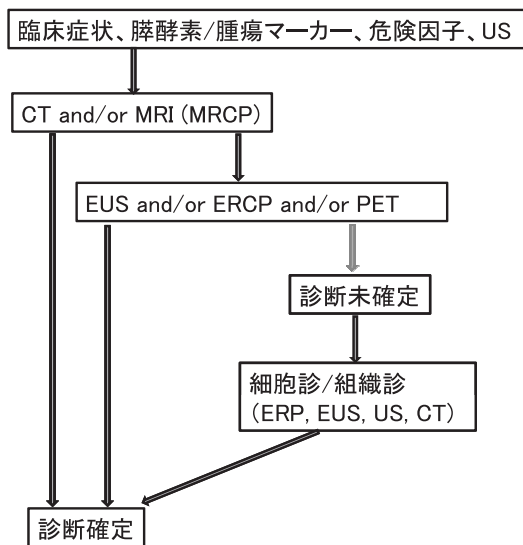 臨床症状、膵酵素/腫瘍マーカー、危険因子、US
CT and/or MRI (MRCP)
EUS and/or ERCP and/or PET
診断未確定
細胞診/組織診
(ERP, EUS, US, CT)
診断確定